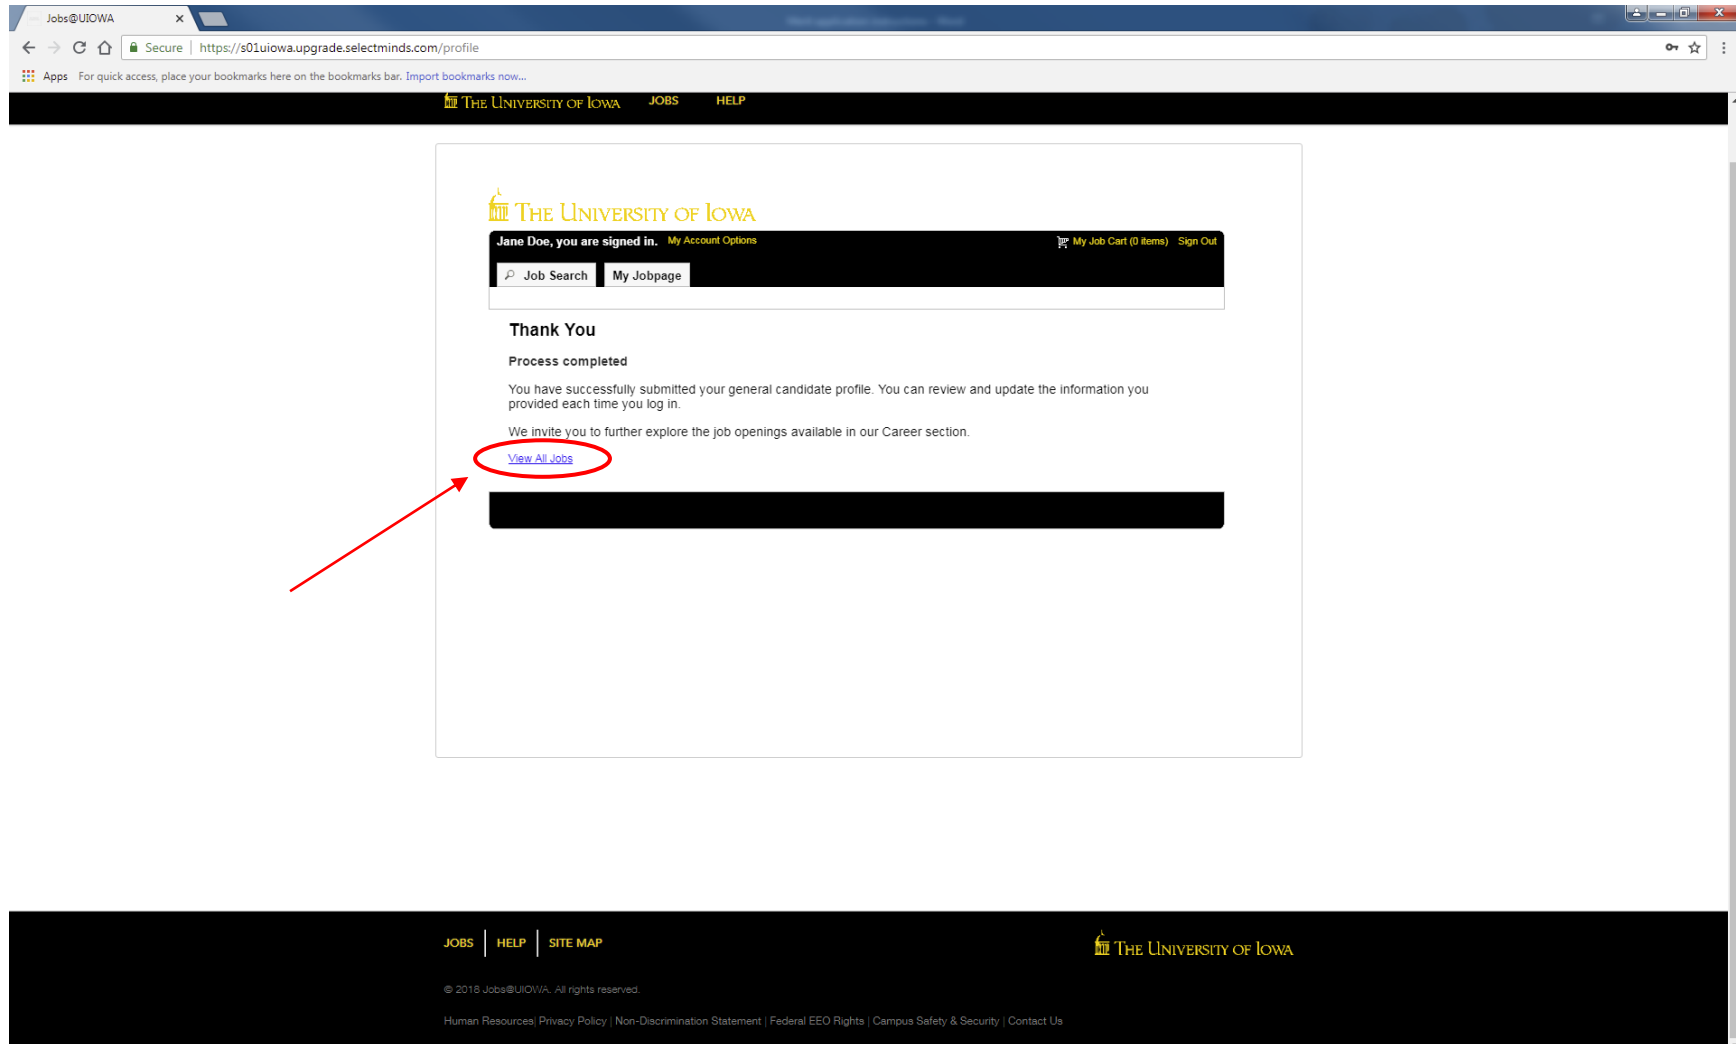 Jobs@UIOWA
Secure | https://s01uiowa.upgrade.selectminds.com/profile
Apps For quick access, place your bookmarks here on the bookmarks bar. Import bookmarks now...
THE UNIVERSITY OF IOWA JOBS HELP
THE UNIVERSITY OF IOWA
Jane Doe, you are signed in. My Account Options My Job Cart (0 items) Sign Out
Job Search My Jobpage
Thank You
Process completed
You have successfully submitted your general candidate profile. You can review and update the information you
provided each time you log in.
We invite you to further explore the job openings available in our Career section.
View All Jobs
JOBS HELP SITE MAP THE UNIVERSITY OF IOWA
Jobs@UIOWA. All rights reserved.
Human Resources| Privacy Policy | Non-Discrimination Statement | Federal EEO Rights | Campus Safety & Security | Contact Us